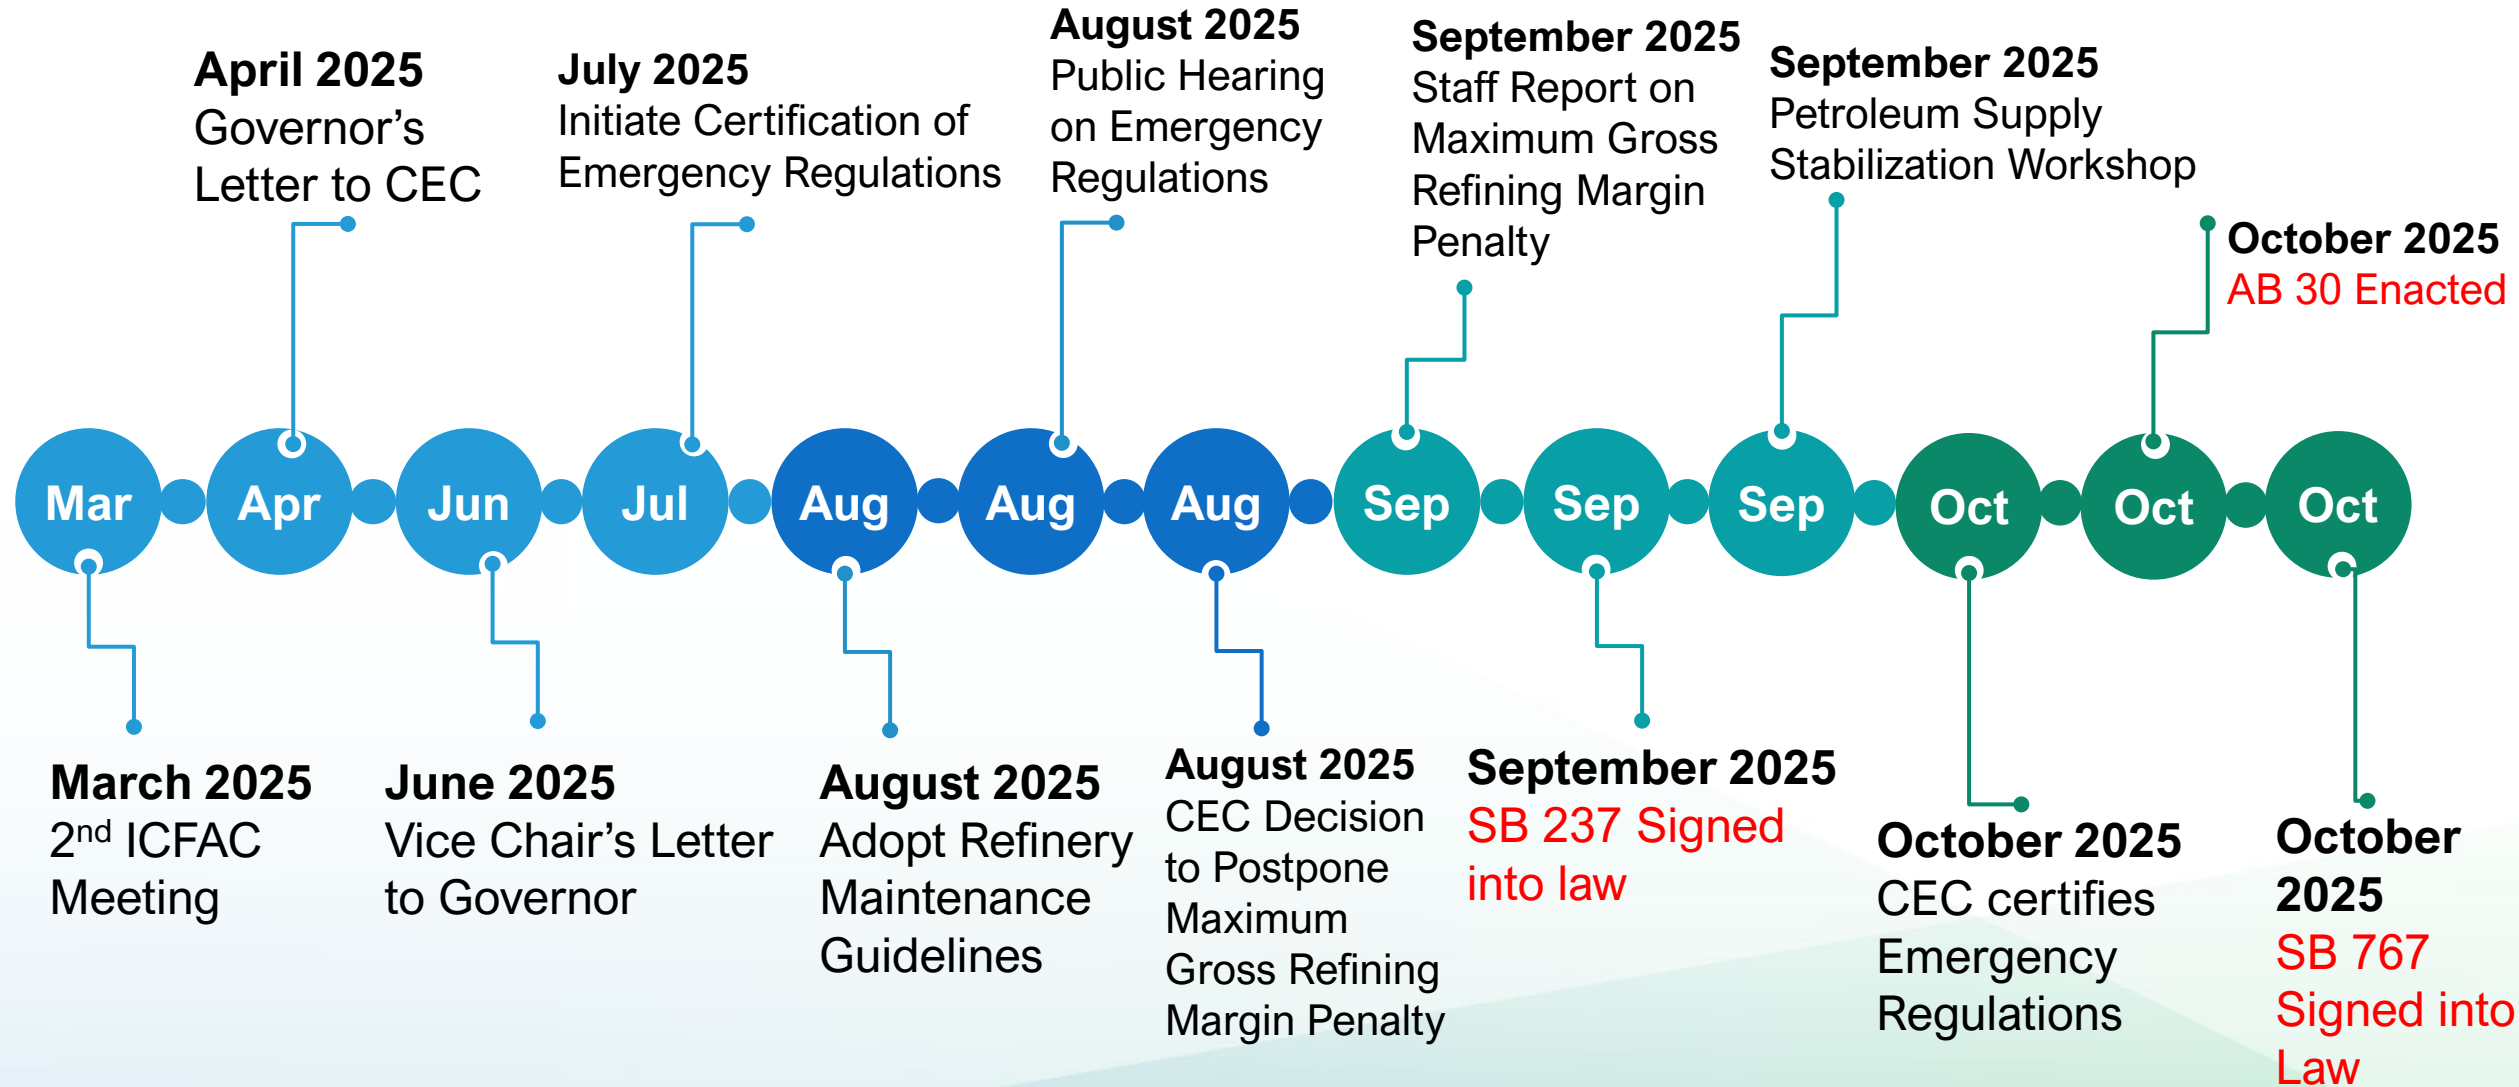 April 2025
Governor’s
Letter to CEC
July 2025
Initiate Certification of
Emergency Regulations
August 2025
Public Hearing
on Emergency
Regulations
September 2025
Staff Report on
Maximum Gross
Refining Margin
Penalty
September 2025
Petroleum Supply
Stabilization Workshop
October 2025
AB 30 Enacted
Mar
Apr
Jun
Jul
Aug
Aug
Aug
Sep
Sep
Sep
Oct
Oct
Oct
March 2025
2nd ICFAC
Meeting
June 2025
Vice Chair’s Letter
to Governor
August 2025
Adopt Refinery
Maintenance
Guidelines
August 2025
CEC Decision
to Postpone
Maximum
Gross Refining
Margin Penalty
September 2025
SB 237 Signed
into law
October 2025
CEC certifies
Emergency
Regulations
October
2025
SB 767
Signed into
Law